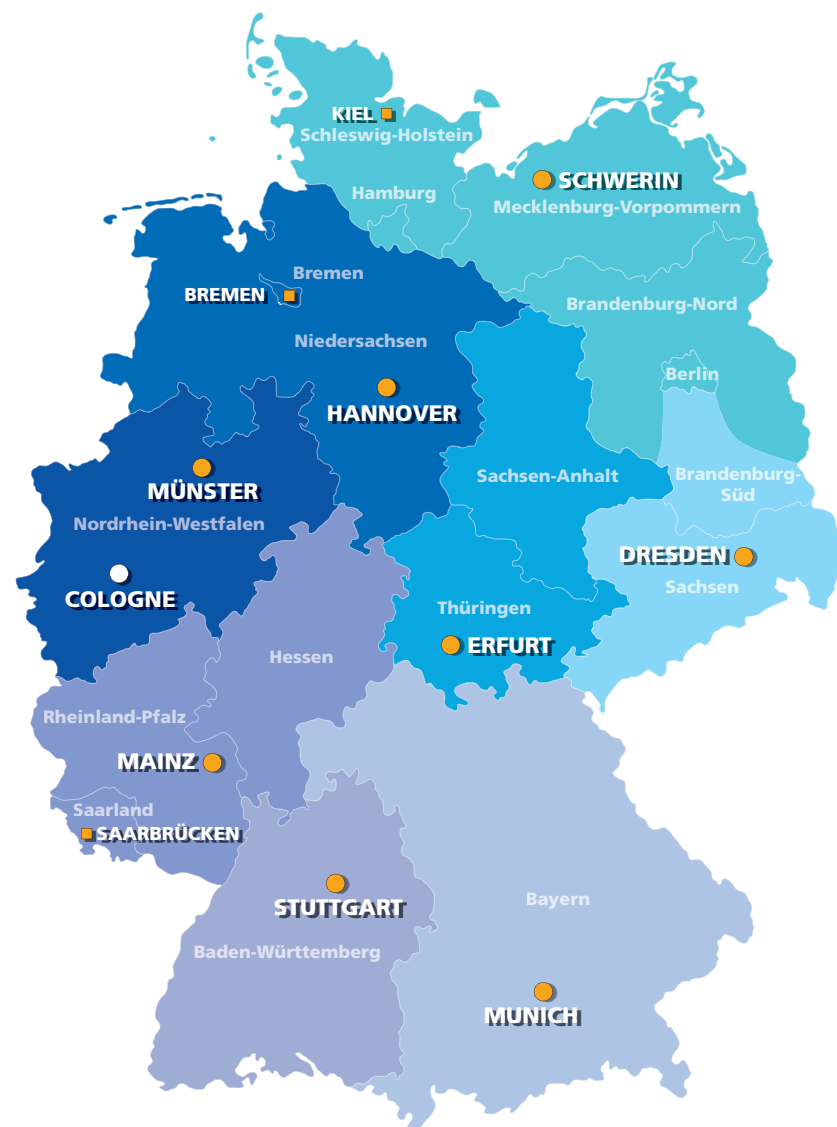 KIEL
Schleswig-Holstein
SCHWERIN
Hamburg
Mecklenburg-Vorpommern
Bremen
BREMEN
Brandenburg-Nord
Niedersachsen
Berlin
HANNOVER
MÜNSTER
Sachsen-Anhalt
Brandenburg-
Süd
Nordrhein-Westfalen
DRESDEN
COLOGNE
Sachsen
Thüringen
ERFURT
Hessen
Rheinland-Pfalz
MAINZ
Saarland
SAARBRÜCKEN
STUTTGART
Bayern
Baden-Württemberg
MUNICH